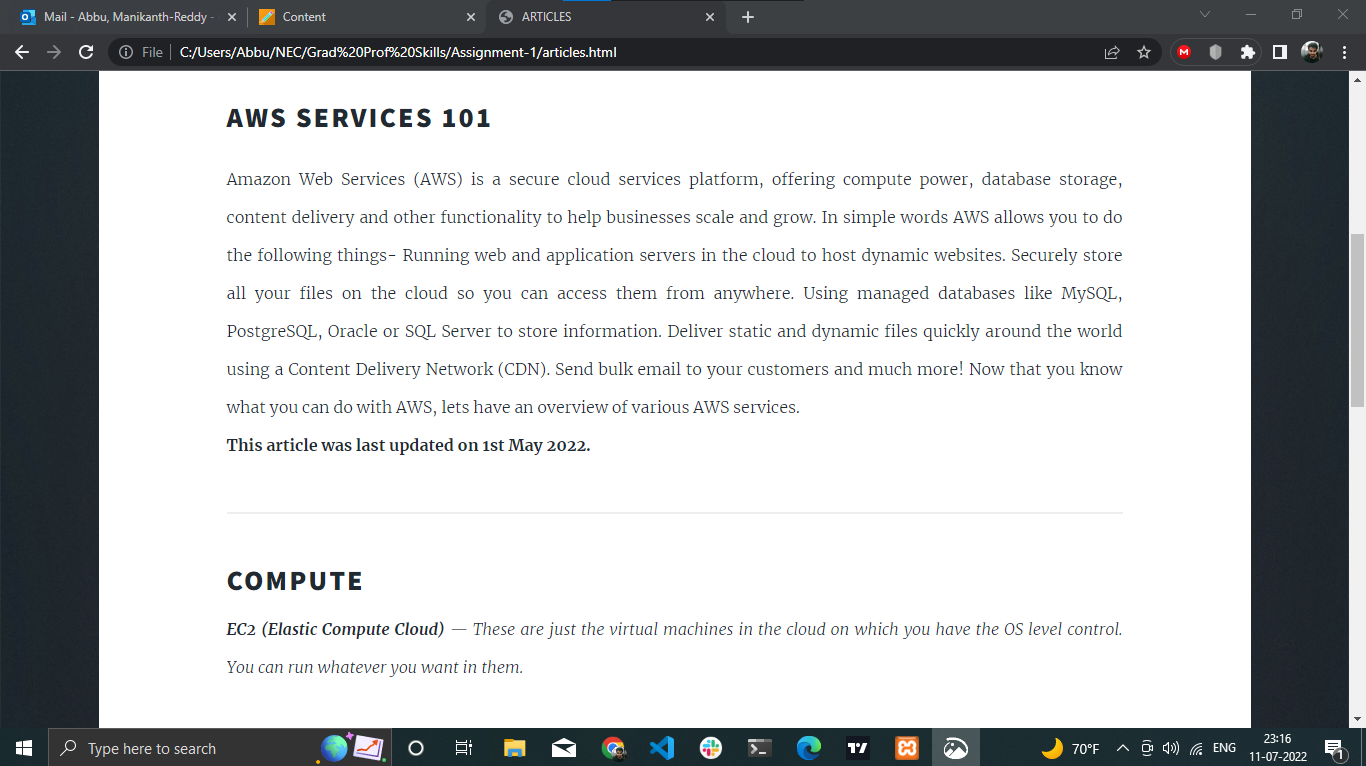 Mail - Abbu, Manikanth-Reddy -
Content
ARTICLES
File
C:/Users/Abbu/NEC/Grad%20Prof%20Skills/Assignment-1/articles.html
AWS SERVICES 101
Amazon Web Services (AWS) is a secure cloud services platform, offering compute power, database storage,
content delivery and other functionality to help businesses scale and grow. In simple words AWS allows you to do
the following things- Running web and application servers in the cloud to host dynamic websites. Securely store
all your files on the cloud so you can access them from anywhere. Using managed databases like MySQL,
PostgreSQL, Oracle or SQL Server to store information. Deliver static and dynamic files quickly around the world
using a Content Delivery Network (CDN). Send bulk email to your customers and much more! Now that you know
what you can do with AWS, lets have an overview of various AWS services.
This article was last updated on 1st May 2022.
COMPUTE
EC2 (Elastic Compute Cloud) — These are just the virtual machines in the cloud on which you have the OS level control.
You can run whatever you want in them.
Type here to search
70°F
ENG
23:16
11-07-2022
1